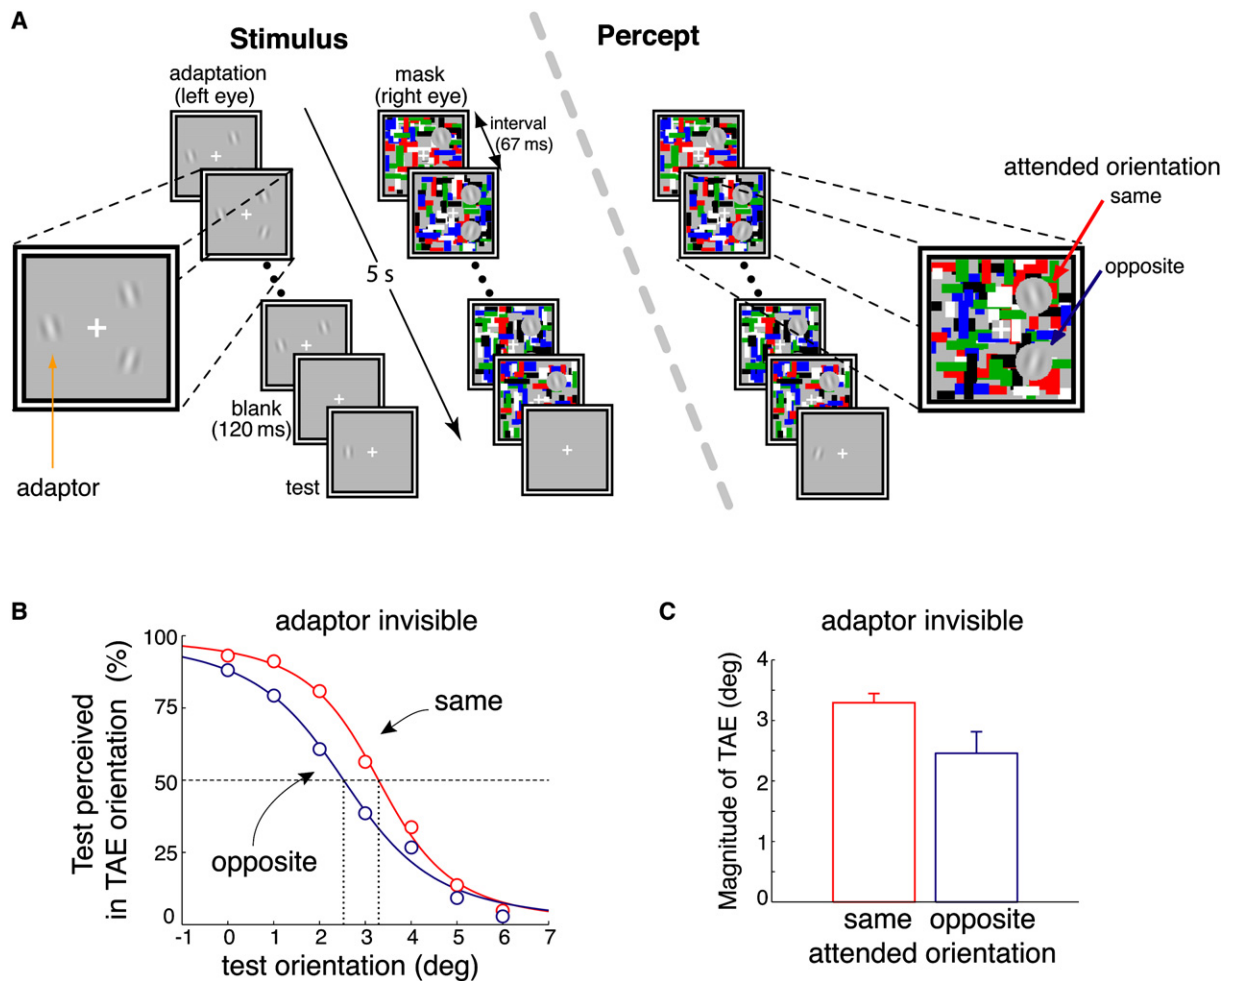 A
Stimulus
Percept
adaptation
(left eye)
mask
(right eye)
interval
(67 ms)
attended orientation
same
opposite
5 s
blank
(120 ms)
adaptor
test
B
adaptor invisible
Test perceived
in TAE orientation (%)
100
75
50
25
0
same
opposite
-1 0 1 2 3 4 5 6 7
test orientation (deg)
C
adaptor invisible
Magnitude of TAE (deg)
4
3
2
1
0
same opposite
attended orientation